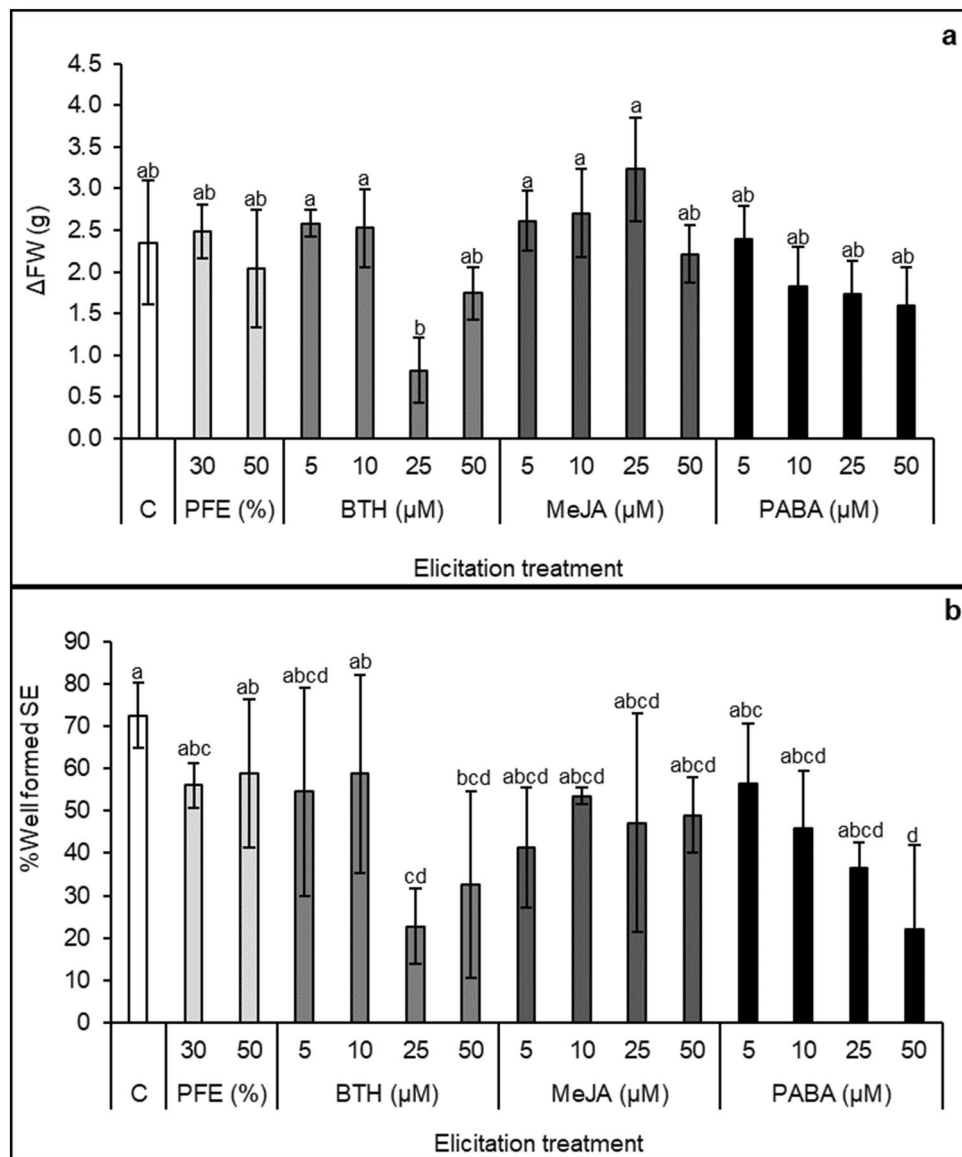 a
4.5
4.0
3.5
3.0
2.5
2.0
1.5
1.0
0.5
0.0
ΔFW (g)
ab ab ab a a b ab a a a ab ab ab ab ab
30 50 5 10 25 50 5 10 25 50 5 10 25 50
C PFE (%) BTH (μM) MeJA (μM) PABA (μM)
Elicitation treatment
b
90
80
70
60
50
40
30
20
10
0
%Well formed SE
a abc ab abcd ab cd bcd abcd abcd abcd abcd abc abcd abcd d
30 50 5 10 25 50 5 10 25 50 5 10 25 50
C PFE (%) BTH (μM) MeJA (μM) PABA (μM)
Elicitation treatment